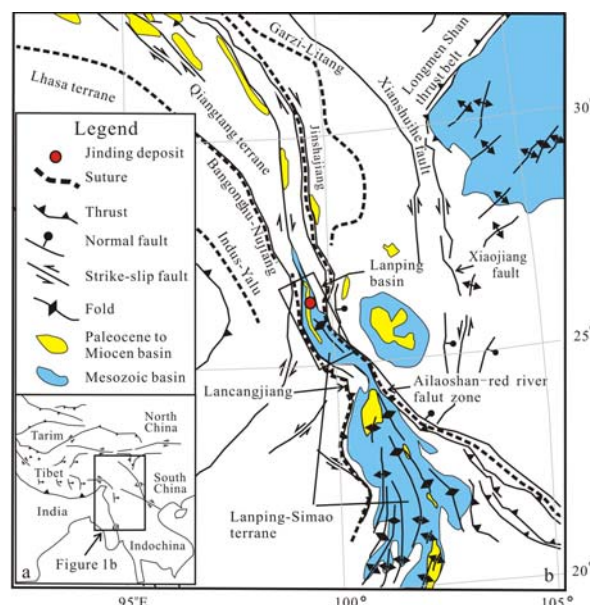 Garzi-Litang
Longmen Shan
thrust belt
Xianshuihe fault
30°
Lhasa terrane
Qiangtang terrane
Jinshajiang
Bangonghu-Nujiang
Indus-Yalu
Legend
Jinding deposit
Suture
Thrust
Normal fault
Strike-slip fault
Fold
Paleocene to
Miocen basin
Mesozoic basin
Xiaojiang
fault
Lanping
basin
25°
Lancangjiang
Ailaoshan-red river
falut zone
Lanping-Simao
terrane
North
China
Tarim
Tibet
South
China
India
Indochina
Figure 1b
a
b
20°
95°E
100°
105°